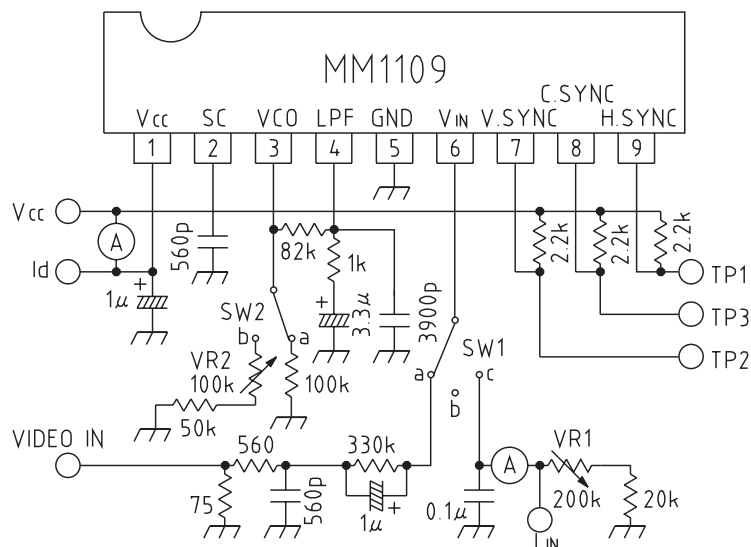 MM1109
Vcc SC VCO LPF GND VIN V.SYNC C.SYNC H.SYNC
1 2 3 4 5 6 7 8 9
Vcc
A
Id
1μ
560p
82k
1k
3.3μ
3900p
2.2k
2.2k
2.2k
TP1
TP3
TP2
SW2
b
a
VR2
100k
100k
50k
SW1
a
b
c
VIDEO IN
75
560
560p
330k
1μ
0.1μ
A
VR1
200k
20k
IIN